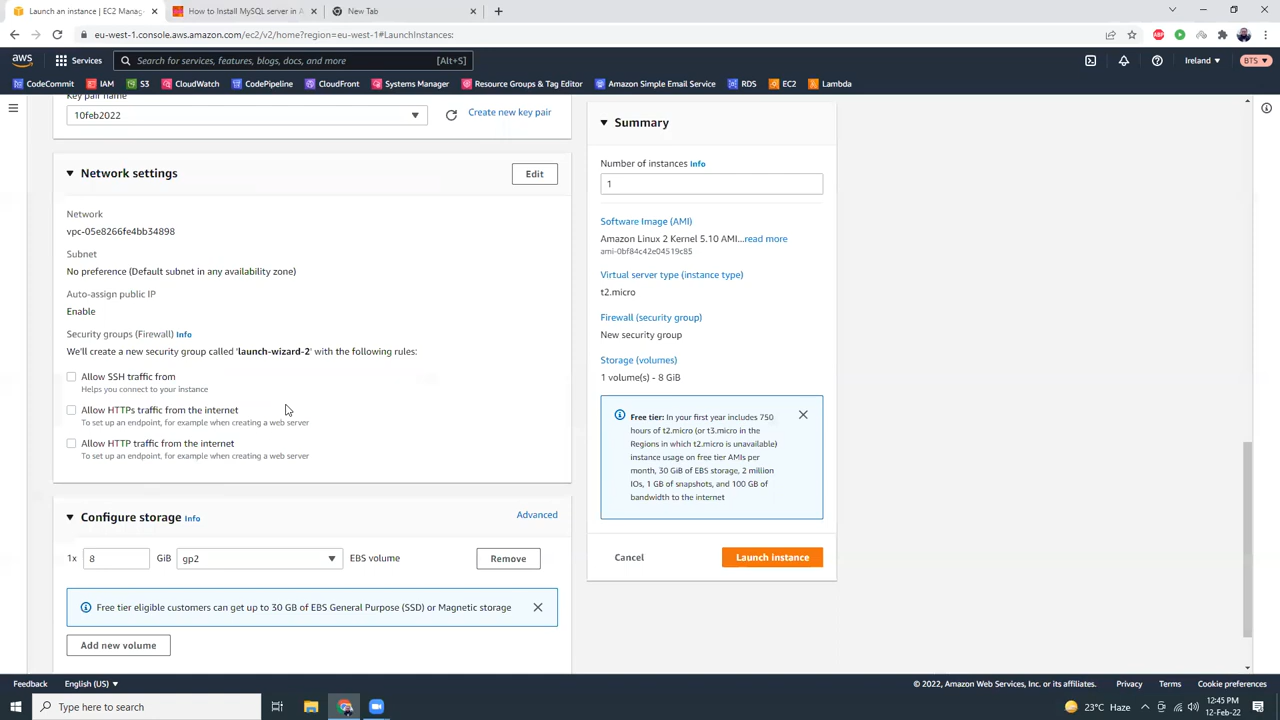 Launch an instance | EC2 Manag
How to Install MySQL server in A
New Tab
eu-west-1.console.aws.amazon.com/ec2/v2/home?region=eu-west-1#LaunchInstances:
aws
Services
Search for services, features, blogs, docs, and more
[Alt+S]
Ireland
BTS
CodeCommit
IAM
S3
CloudWatch
CodePipeline
CloudFront
Systems Manager
Resource Groups & Tag Editor
Amazon Simple Email Service
RDS
EC2
Lambda
Key pair name
10feb2022
Create new key pair
Network settings
Edit
Network
vpc-05e8266fe4bb34898
Subnet
No preference (Default subnet in any availability zone)
Auto-assign public IP
Enable
Security groups (Firewall) Info
We'll create a new security group called 'launch-wizard-2' with the following rules:
Allow SSH traffic from
Helps you connect to your instance
Allow HTTPs traffic from the internet
To set up an endpoint, for example when creating a web server
Allow HTTP traffic from the internet
To set up an endpoint, for example when creating a web server
Configure storage Info
Advanced
1x
8
GiB
gp2
EBS volume
Remove
Free tier eligible customers can get up to 30 GB of EBS General Purpose (SSD) or Magnetic storage
Add new volume
Summary
Number of instances Info
1
Software Image (AMI)
Amazon Linux 2 Kernel 5.10 AMI...read more
ami-0bf84c42e04519c85
Virtual server type (instance type)
t2.micro
Firewall (security group)
New security group
Storage (volumes)
1 volume(s) - 8 GiB
Free tier: In your first year includes 750
hours of t2.micro (or t3.micro in the
Regions in which t2.micro is unavailable)
instance usage on free tier AMIs per
month, 30 GiB of EBS storage, 2 million
IOs, 1 GB of snapshots, and 100 GB of
bandwidth to the internet
Cancel
Launch instance
Feedback
English (US)
© 2022, Amazon Web Services, Inc. or its affiliates.
Privacy
Terms
Cookie preferences
Type here to search
23°C Haze
12:45 PM
12-Feb-22